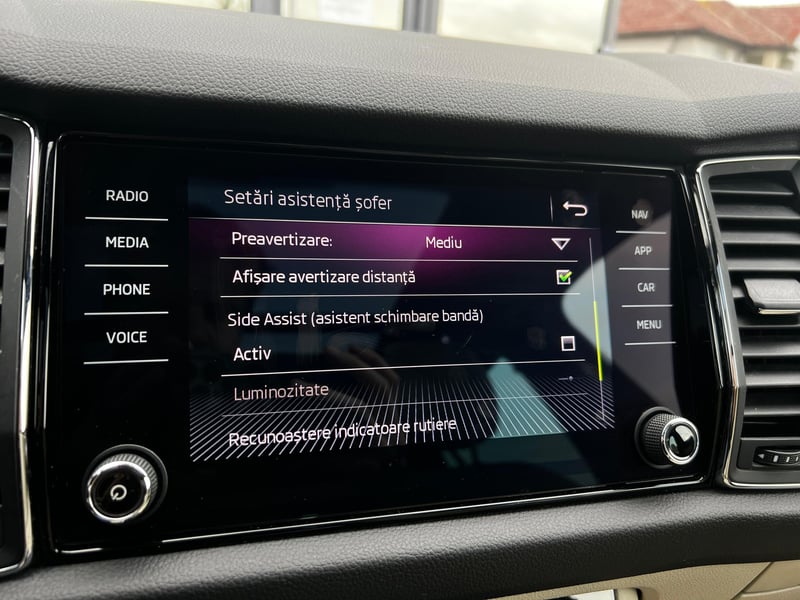 RADIO
MEDIA
PHONE
VOICE
Setări asistență șofer
Preavertizare: Mediu
Afișare avertizare distanță
Side Assist (asistent schimbare bandă)
Activ
Luminozitate
Recunoaștere indicatoare rutiere
NAV
APP
CAR
MENU